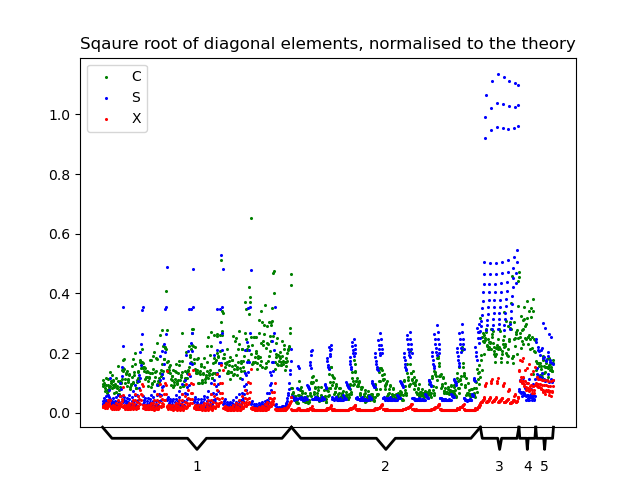 Sqaure root of diagonal elements, normalised to the theory
C
S
X
1.0
0.8
0.6
0.4
0.2
0.0
1 2 3 4 5